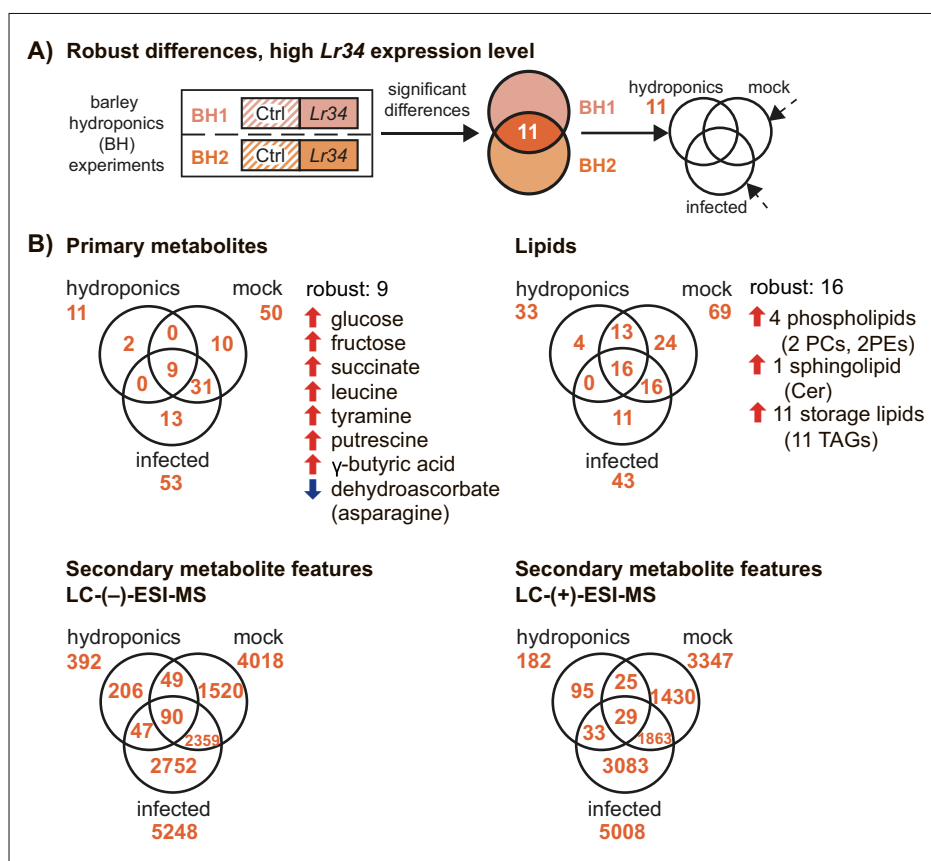 A) Robust differences, high Lr34 expression level
barley
hydroponics
(BH)
experiments
BH1 Ctrl Lr34
BH2 Ctrl Lr34
significant
differences
BH1
11
BH2
hydroponics
11
mock
infected
B) Primary metabolites
hydroponics mock
11 50
2 0 10
9
0 31
13
infected
53
robust: 9
glucose
fructose
succinate
leucine
tyramine
putrescine
γ-butyric acid
dehydroascorbate
(asparagine)
Lipids
hydroponics mock
33 69
4 13 24
16
0 16
11
infected
43
robust: 16
4 phospholipids
(2 PCs, 2PEs)
1 sphingolipid
(Cer)
11 storage lipids
(11 TAGs)
Secondary metabolite features
LC-(–)-ESI-MS
hydroponics mock
392 4018
206 49 1520
90
47 2359
2752
infected
5248
Secondary metabolite features
LC-(+)-ESI-MS
hydroponics mock
182 3347
95 25 1430
29
33 1863
3083
infected
5008